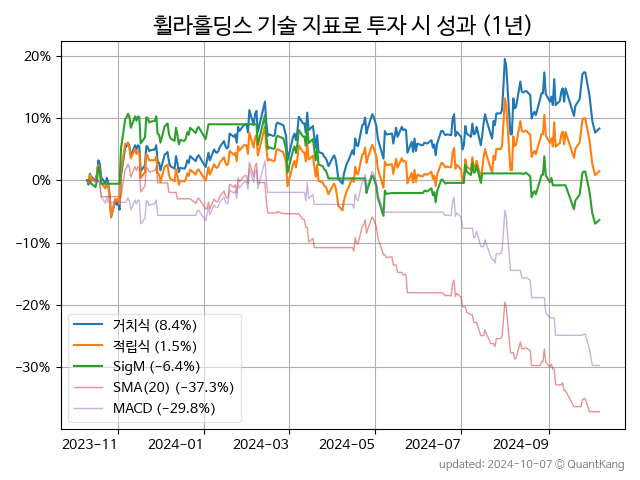 휠라홀딩스 기술 지표로 투자 시 성과 (1년)
20%
10%
0%
−10%
−20%
−30%
거치식 (8.4%)
적립식 (1.5%)
SigM (−6.4%)
SMA(20) (−37.3%)
MACD (−29.8%)
2023-11
2024-01
2024-03
2024-05
2024-07
2024-09
updated: 2024-10-07 © QuantKang